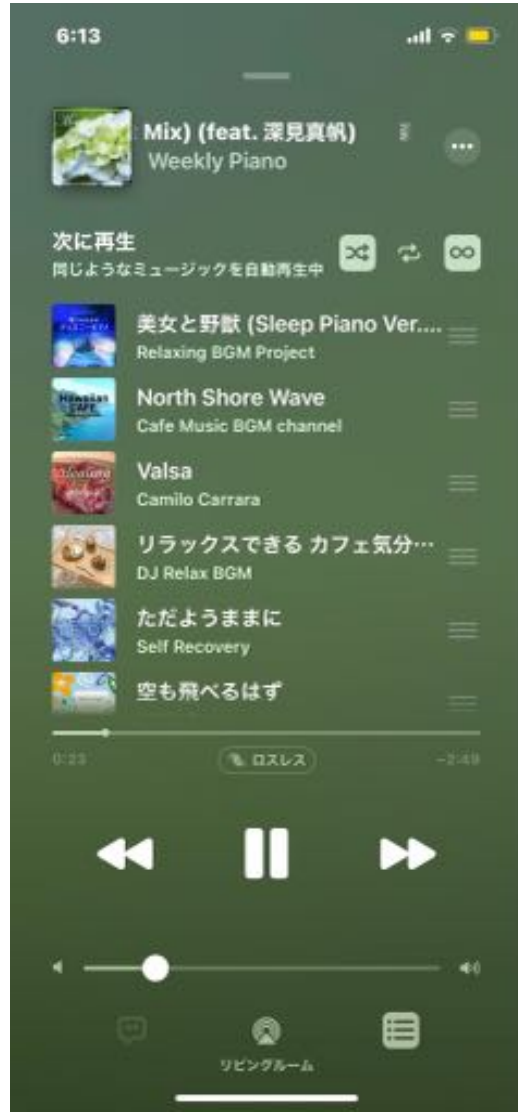 6:13
Mix) (feat. 深見真帆)
Weekly Piano
次に再生
同じようなミュージックを自動再生中
美女と野獣 (Sleep Piano Ver....
Relaxing BGM Project
North Shore Wave
Cafe Music BGM channel
Valsa
Camilo Carrara
リラックスできる カフェ気分…
DJ Relax BGM
ただようままに
Self Recovery
空も飛べるはず
0:23
ロスレス
-2:49
リビングルーム